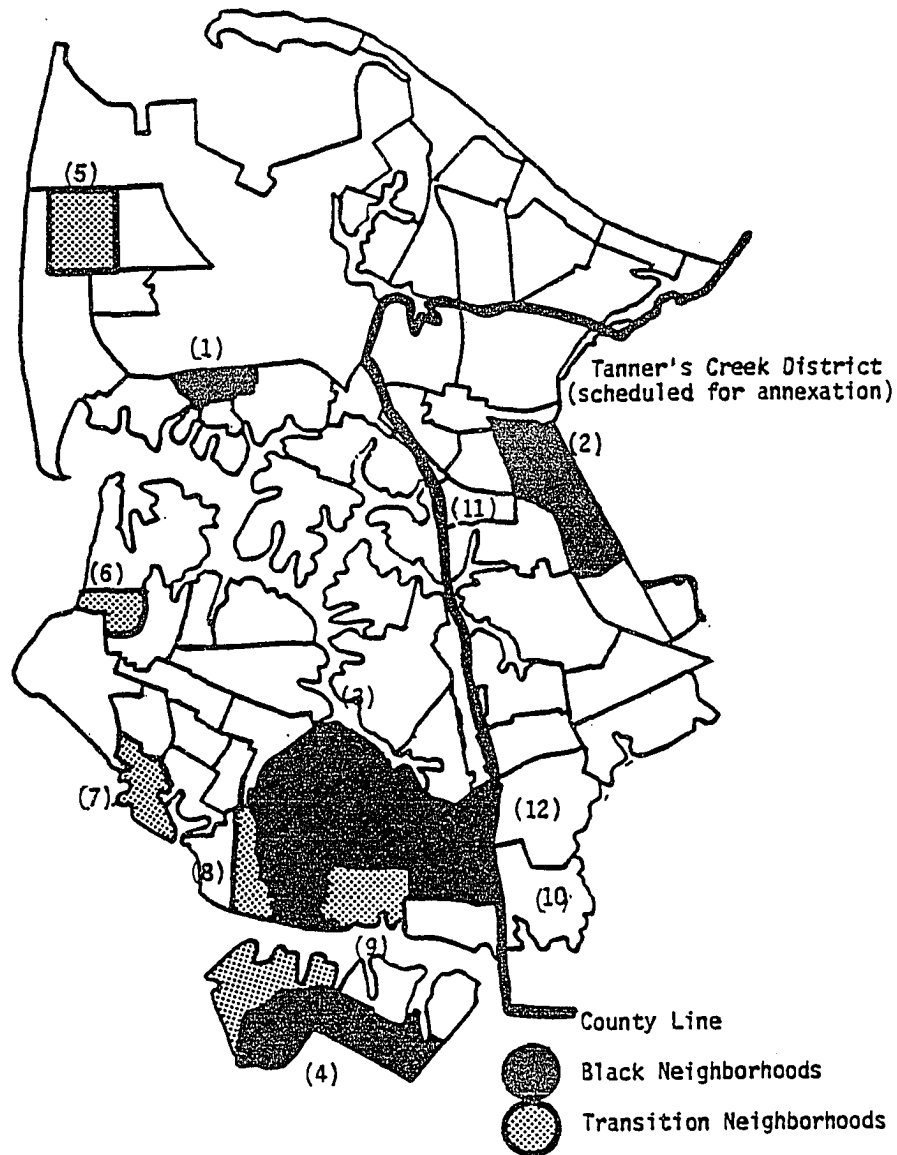 (5)
(1)
Tanner's Creek District
(scheduled for annexation)
(2)
(11)
(6)
(3)
(7)
(12)
(8)
(10)
(9)
County Line
(4)
Black Neighborhoods
Transition Neighborhoods